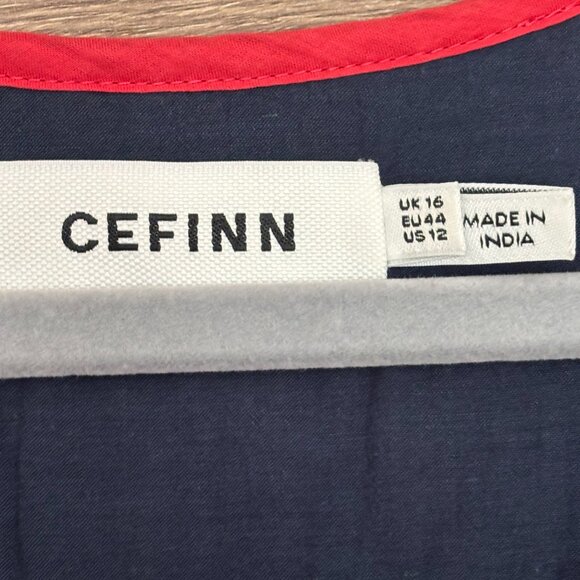 CEFINN
UK 16
EU 44
US 12
MADE IN
INDIA